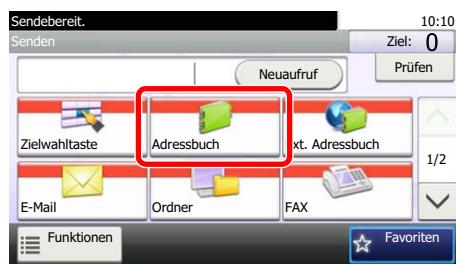 Sendebereit.
10:10
Senden
Ziel: 0
Neuaufruf
Prüfen
Zielwahltaste
Adressbuch
xt. Adressbuch
1/2
E-Mail
Ordner
FAX
Funktionen
Favoriten